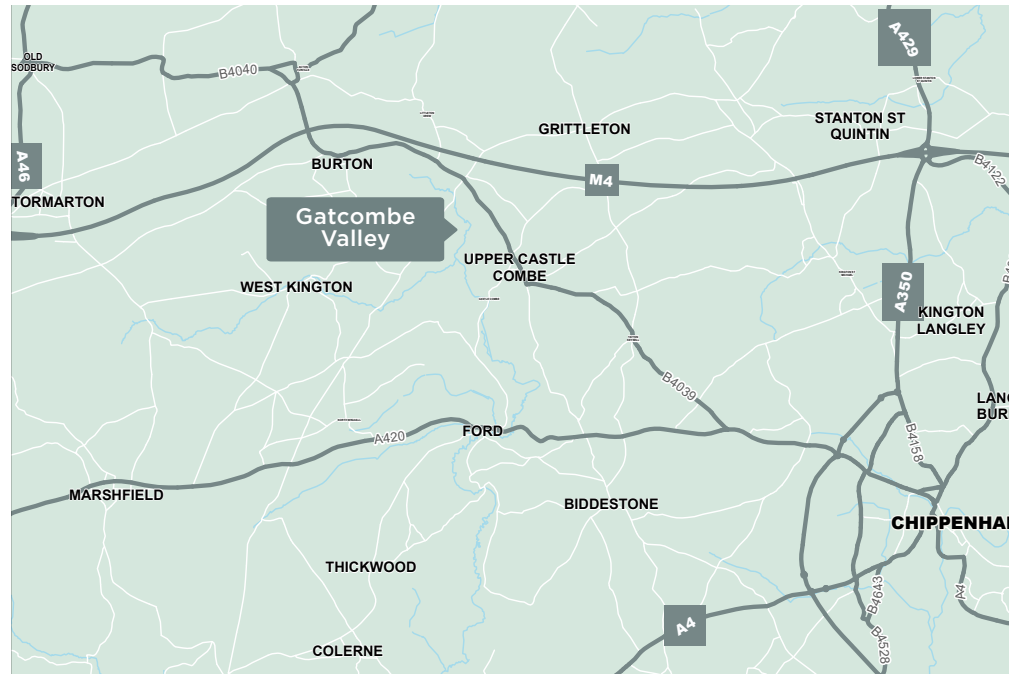 A429
OLD
SODBURY
B4040
STANTON ST
QUINTIN
GRITTLETON
BURTON
A46
M4
B4122
TORMARTON
Gatcombe
Valley
UPPER CASTLE
COMBE
WEST KINGTON
A350
KINGTON
LANGLEY
B4039
LANG
BUR
B4158
A420
FORD
MARSHFIELD
BIDDESTONE
CHIPPENHA
THICKWOOD
A4
B4643
A4
B4528
COLERNE